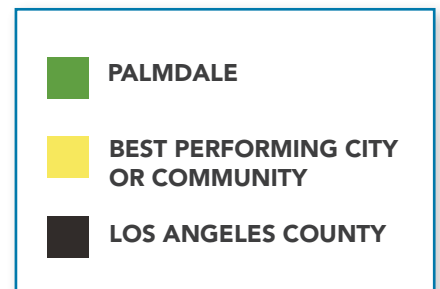 PALMDALE
BEST PERFORMING CITY
OR COMMUNITY
LOS ANGELES COUNTY